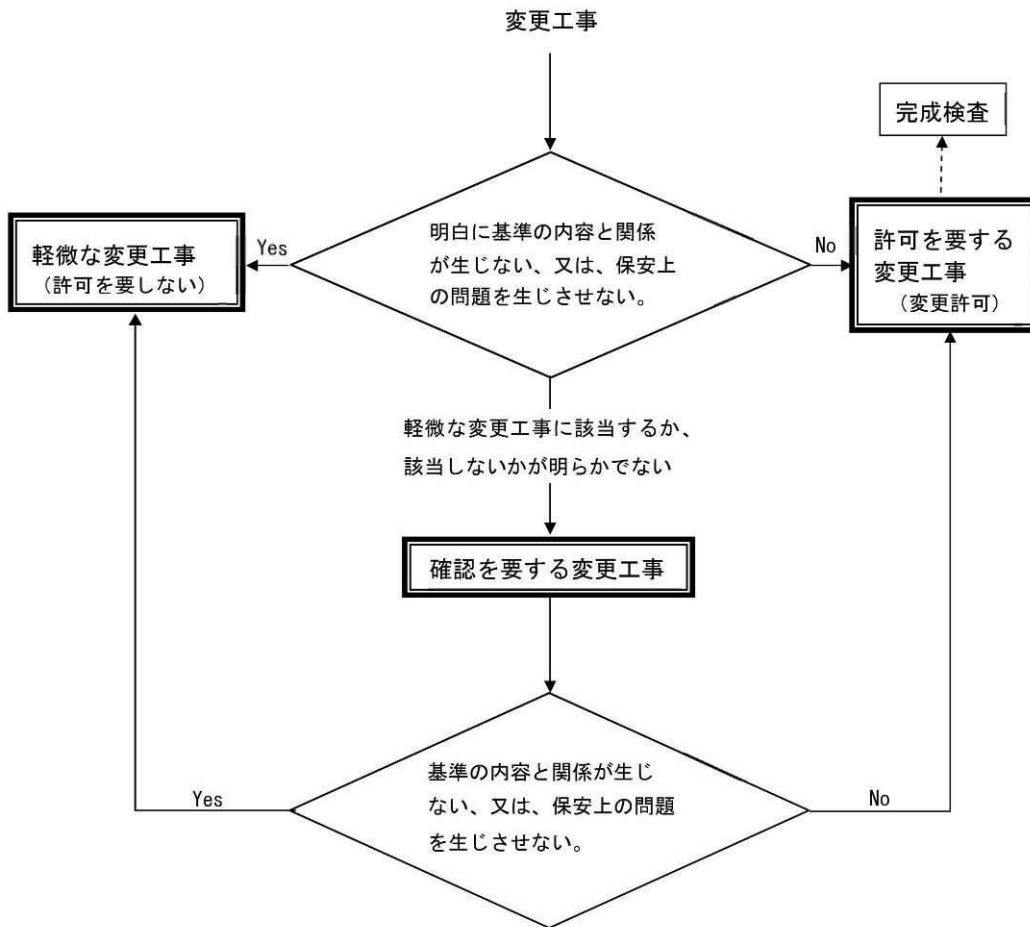 変更工事
完成検査
明白に基準の内容と関係
が生じない、又は、保安上
の問題を生じさせない。
Yes
No
軽微な変更工事
（許可を要しない）
許可を要する
変更工事
（変更許可）
軽微な変更工事に該当するか、
該当しないかが明らかでない
確認を要する変更工事
基準の内容と関係が生じ
ない、又は、保安上の問題
を生じさせない。
Yes
No